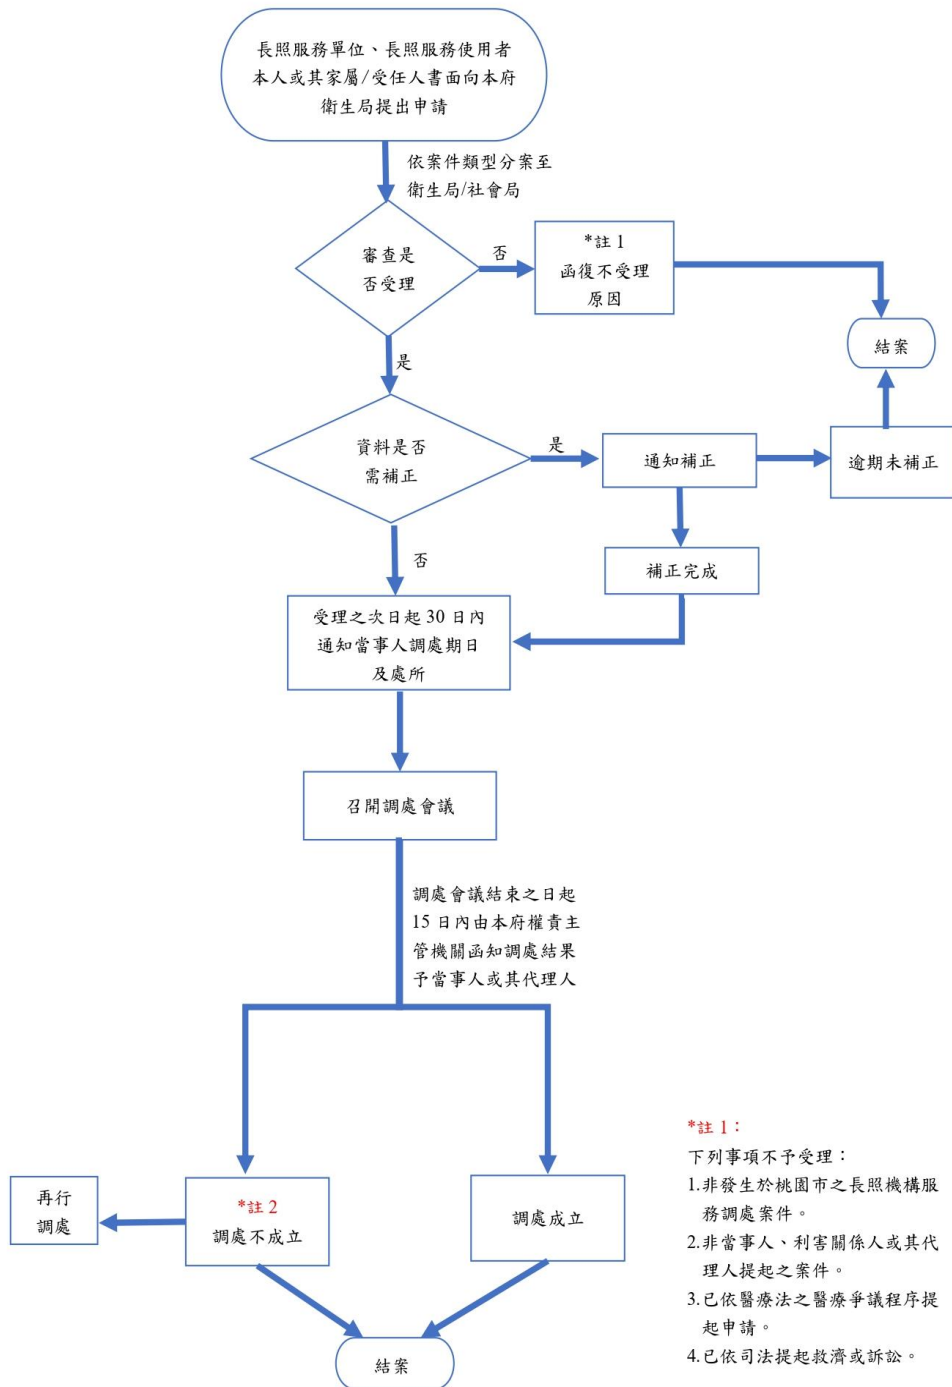 長照服務單位、長照服務使用者
本人或其家屬/受任人書面向本府
衛生局提出申請
依案件類型分案至
衛生局/社會局
審查是
否受理
否
*註 1
函復不受理
原因
結案
是
資料是否
需補正
是
通知補正
逾期未補正
否
補正完成
受理之次日起 30 日內
通知當事人調處期日
及處所
召開調處會議
調處會議結束之日起
15 日內由本府權責主
管機關函知調處結果
予當事人或其代理人
再行
調處
*註 2
調處不成立
調處成立
結案
*註 1：
下列事項不予受理：
1.非發生於桃園市之長照機構服
務調處案件。
2.非當事人、利害關係人或其代
理人提起之案件。
3.已依醫療法之醫療爭議程序提
起申請。
4.已依司法提起救濟或訴訟。